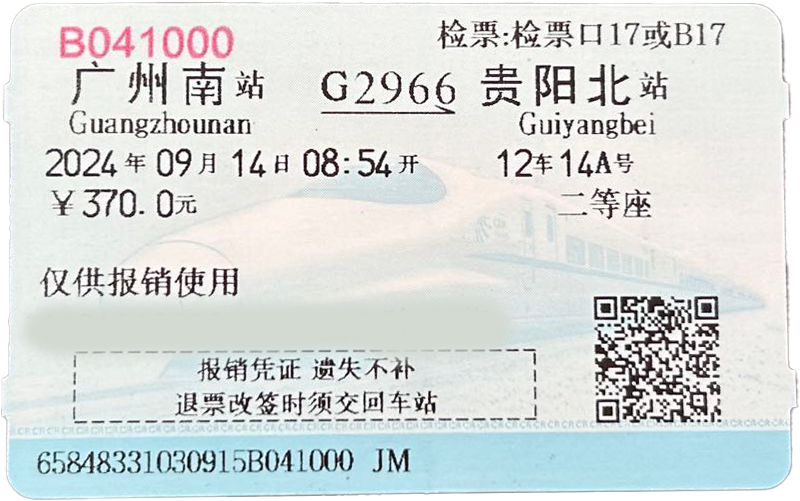 B041000 检票:检票口17或B17
广州南站 G2966 贵阳北站
Guangzhounan Guiyangbei
2024年09月14日08:54开 12车14A号
￥370.0元 二等座
仅供报销使用
报销凭证 遗失不补
退票改签时须交回车站
65848331030915B041000 JM